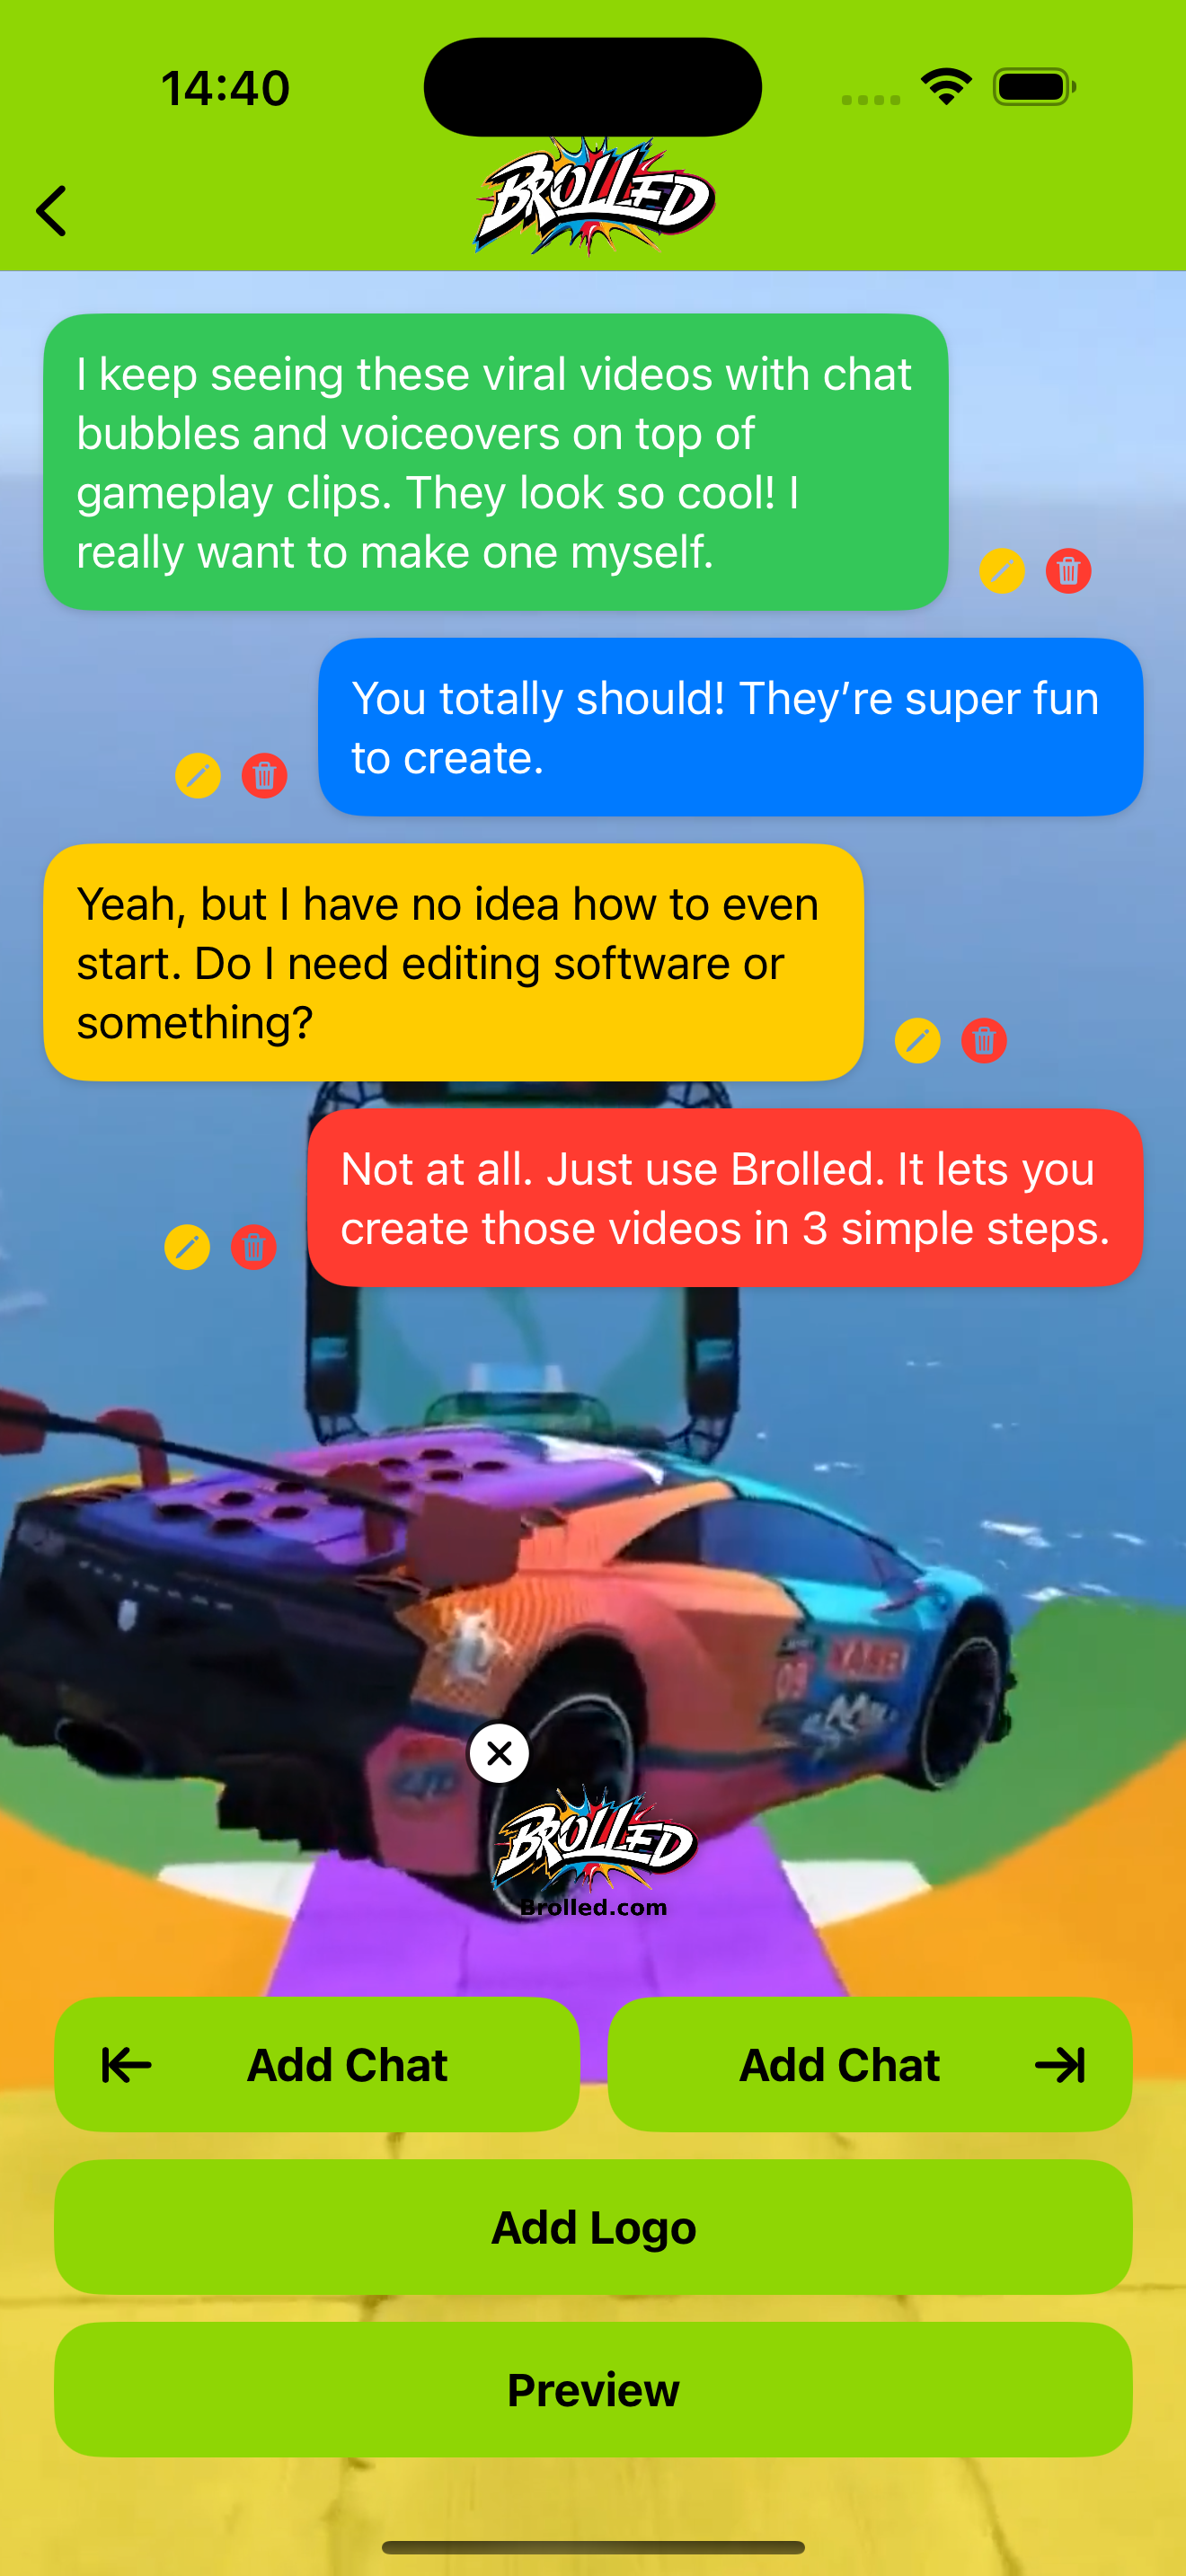 14:40
BROLLED
I keep seeing these viral videos with chat
bubbles and voiceovers on top of
gameplay clips. They look so cool! I
really want to make one myself.
You totally should! They’re super fun
to create.
Yeah, but I have no idea how to even
start. Do I need editing software or
something?
Not at all. Just use Brolled. It lets you
create those videos in 3 simple steps.
BROLLED
Brolled.com
Add Chat
Add Chat
Add Logo
Preview